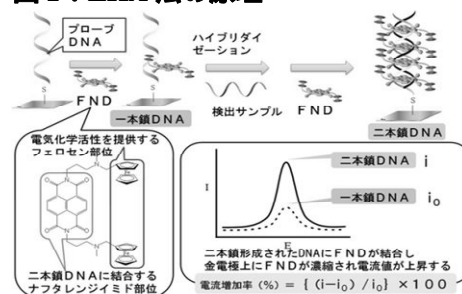 プローブ
DNA
ハイブリダイ
ゼーション
S
FND
一本鎖DNA
検出サンプル
FND
S
二本鎖DNA
電気化学活性を提供する
フェロセン部位
二本鎖DNAに結合する
ナフタレンジイミド部位
I
E
二本鎖DNA i
一本鎖DNA i₀
二本鎖形成されたDNAにFNDが結合し
金電極上にFNDが濃縮され電流値が上昇する
電流増加率(%)= { (i−i₀) /i₀} ×100